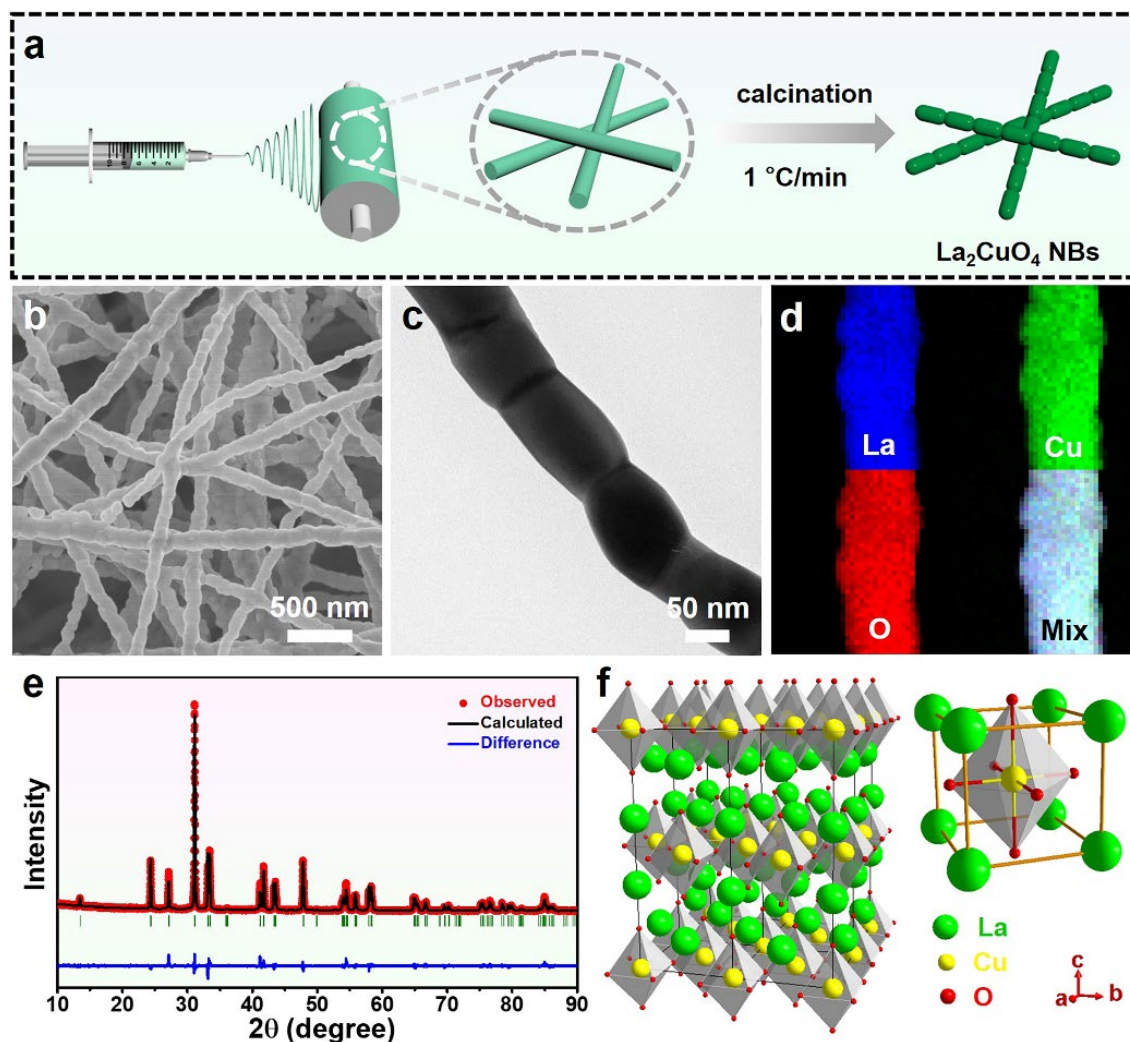 a
calcination
1 °C/min
La₂CuO₄ NBs
b
500 nm
c
50 nm
d
La
Cu
O
Mix
e
Observed
Calculated
Difference
Intensity
10 20 30 40 50 60 70 80 90
2θ (degree)
f
La
Cu
O
c
a
b